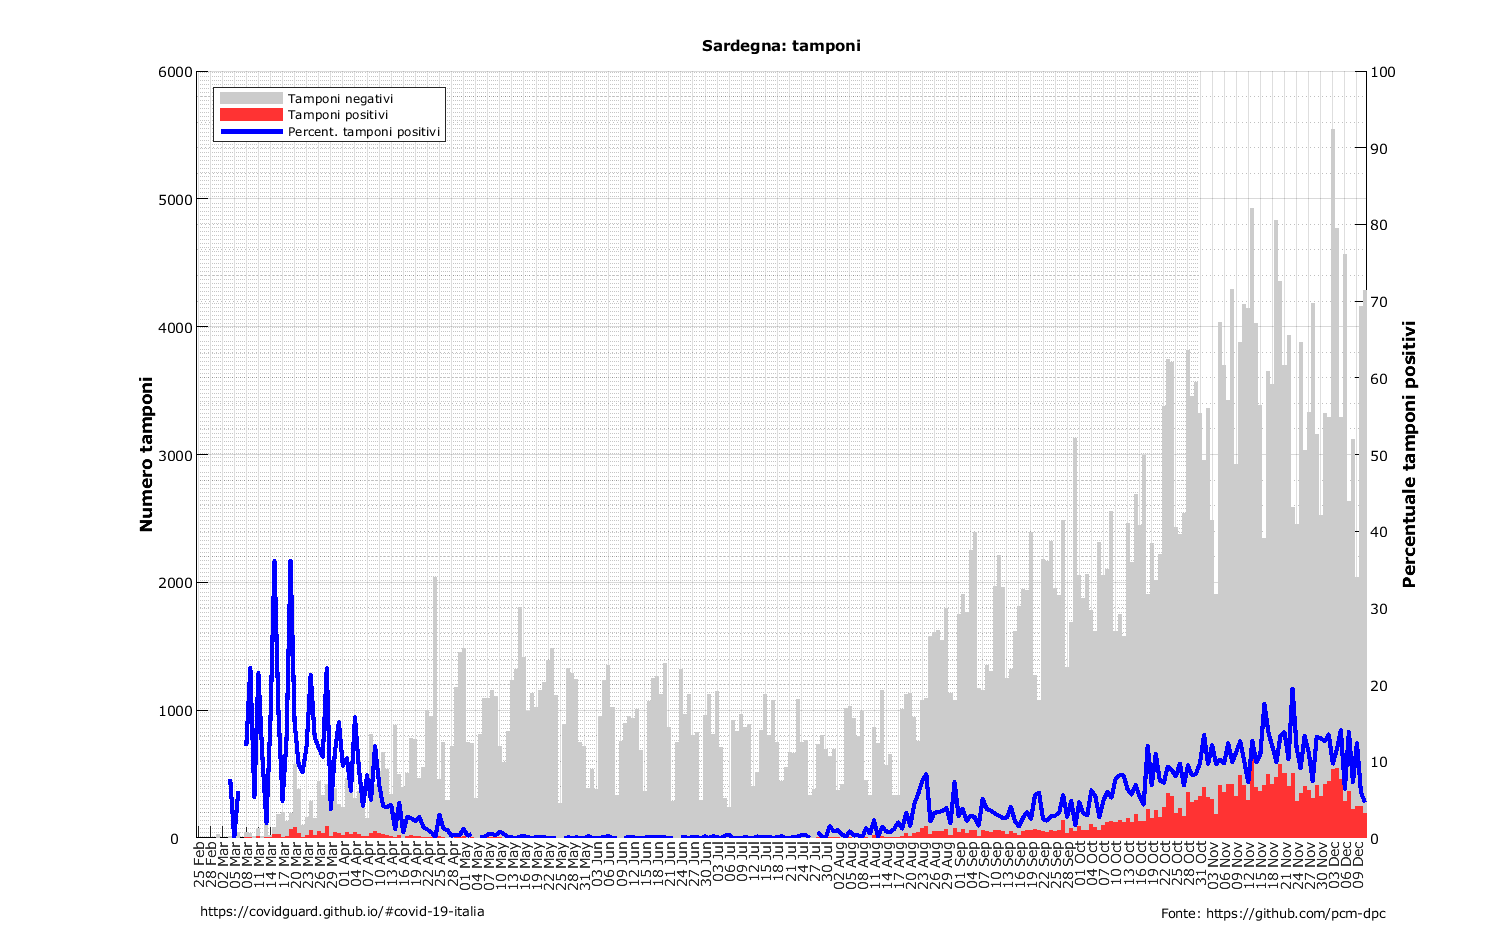 Sardegna: tamponi
Tamponi negativi
Tamponi positivi
Percent. tamponi positivi
Numero tamponi
6000
5000
4000
3000
2000
1000
0
Percentuale tamponi positivi
100
90
80
70
60
50
40
30
20
10
0
25 Feb
28 Feb
02 Mar
05 Mar
08 Mar
11 Mar
14 Mar
17 Mar
20 Mar
23 Mar
26 Mar
29 Mar
01 Apr
04 Apr
07 Apr
10 Apr
13 Apr
16 Apr
19 Apr
22 Apr
25 Apr
28 Apr
01 May
04 May
07 May
10 May
13 May
16 May
19 May
22 May
25 May
28 May
31 May
03 Jun
06 Jun
09 Jun
12 Jun
15 Jun
18 Jun
21 Jun
24 Jun
27 Jun
30 Jun
03 Jul
06 Jul
09 Jul
12 Jul
15 Jul
18 Jul
21 Jul
24 Jul
27 Jul
30 Jul
02 Aug
05 Aug
08 Aug
11 Aug
14 Aug
17 Aug
20 Aug
23 Aug
26 Aug
29 Aug
01 Sep
04 Sep
07 Sep
10 Sep
13 Sep
16 Sep
19 Sep
22 Sep
25 Sep
28 Sep
01 Oct
04 Oct
07 Oct
10 Oct
13 Oct
16 Oct
19 Oct
22 Oct
25 Oct
28 Oct
31 Oct
03 Nov
06 Nov
09 Nov
12 Nov
15 Nov
18 Nov
21 Nov
24 Nov
27 Nov
30 Nov
03 Dec
06 Dec
09 Dec
https://covidguard.github.io/#covid-19-italia
Fonte: https://github.com/pcm-dpc